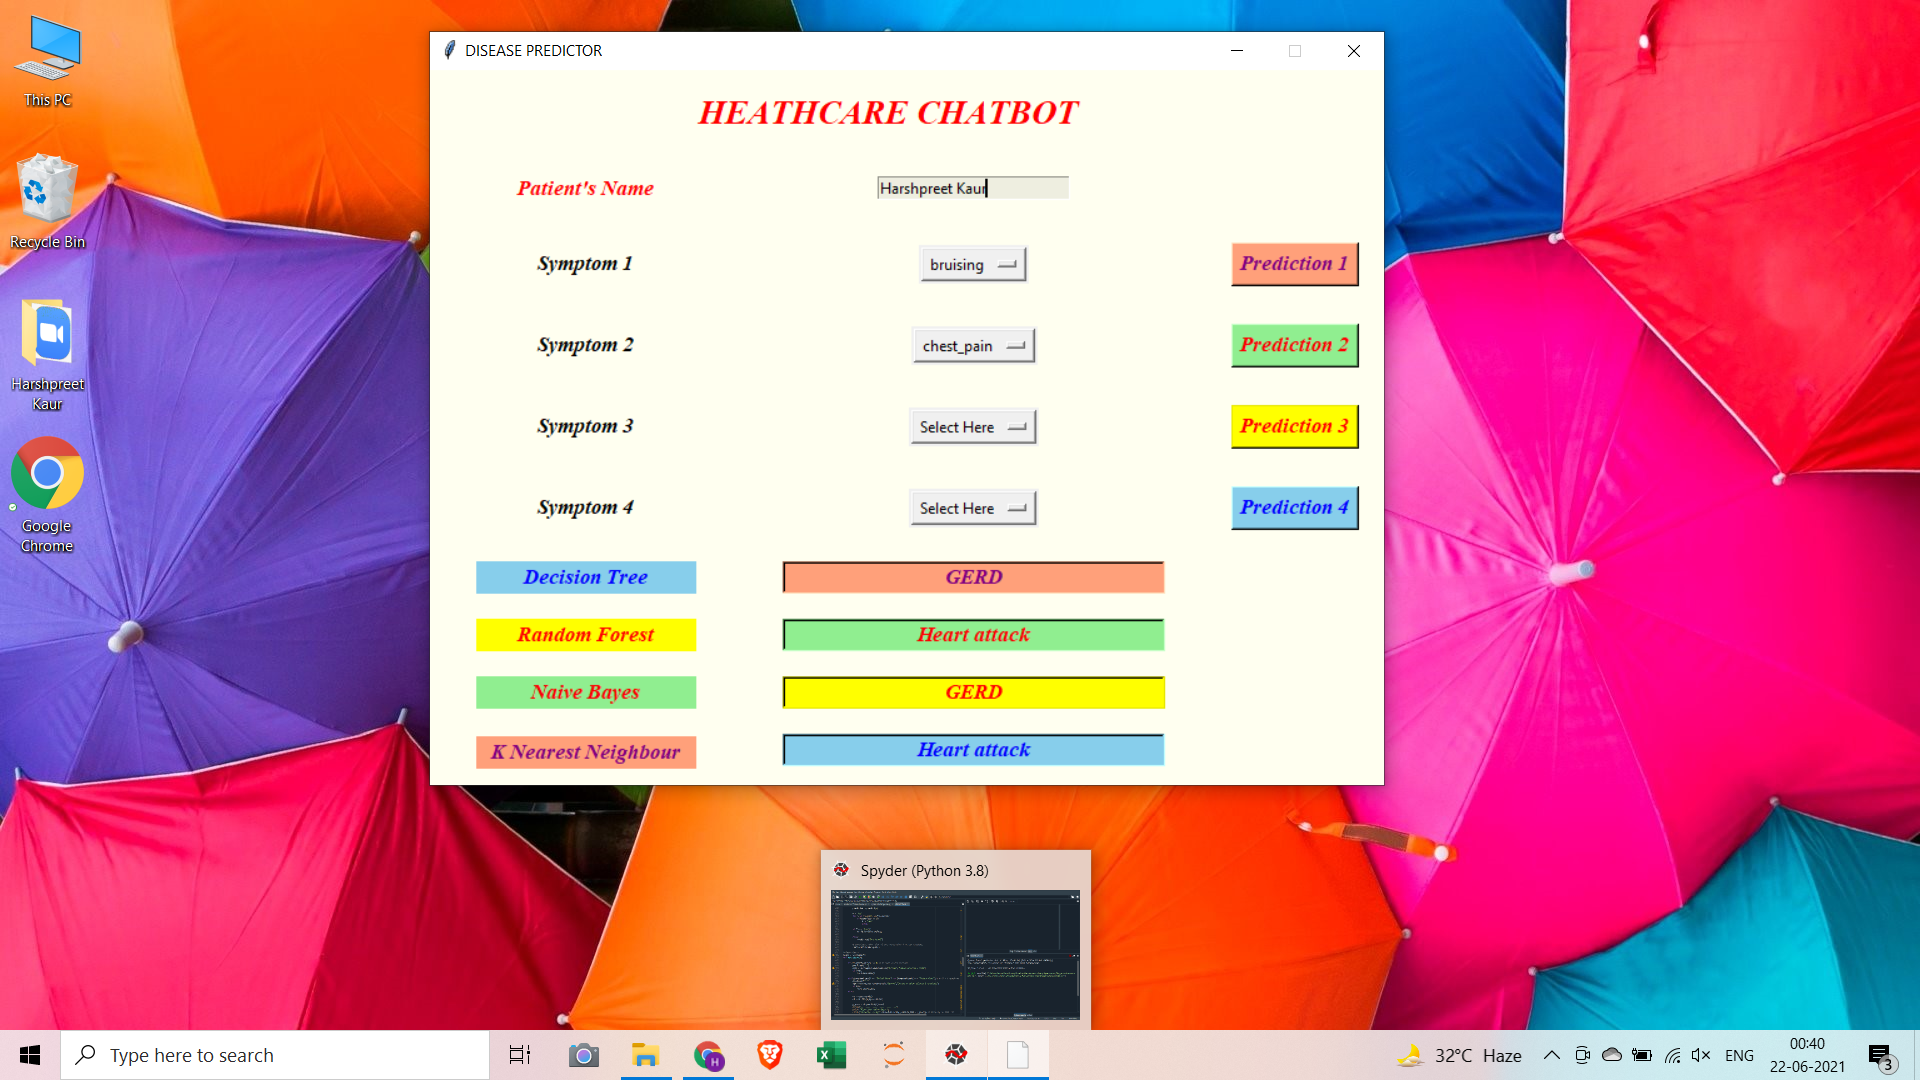 This PC
Recycle Bin
Harshpreet
Kaur
Google
Chrome
DISEASE PREDICTOR
HEATHCARE CHATBOT
Patient's Name
Harshpreet Kaur
Symptom 1
bruising
Prediction 1
Symptom 2
chest_pain
Prediction 2
Symptom 3
Select Here
Prediction 3
Symptom 4
Select Here
Prediction 4
Decision Tree
GERD
Random Forest
Heart attack
Naive Bayes
GERD
K Nearest Neighbour
Heart attack
Spyder (Python 3.8)
Type here to search
H
32°C Haze
ENG
00:40
22-06-2021
3